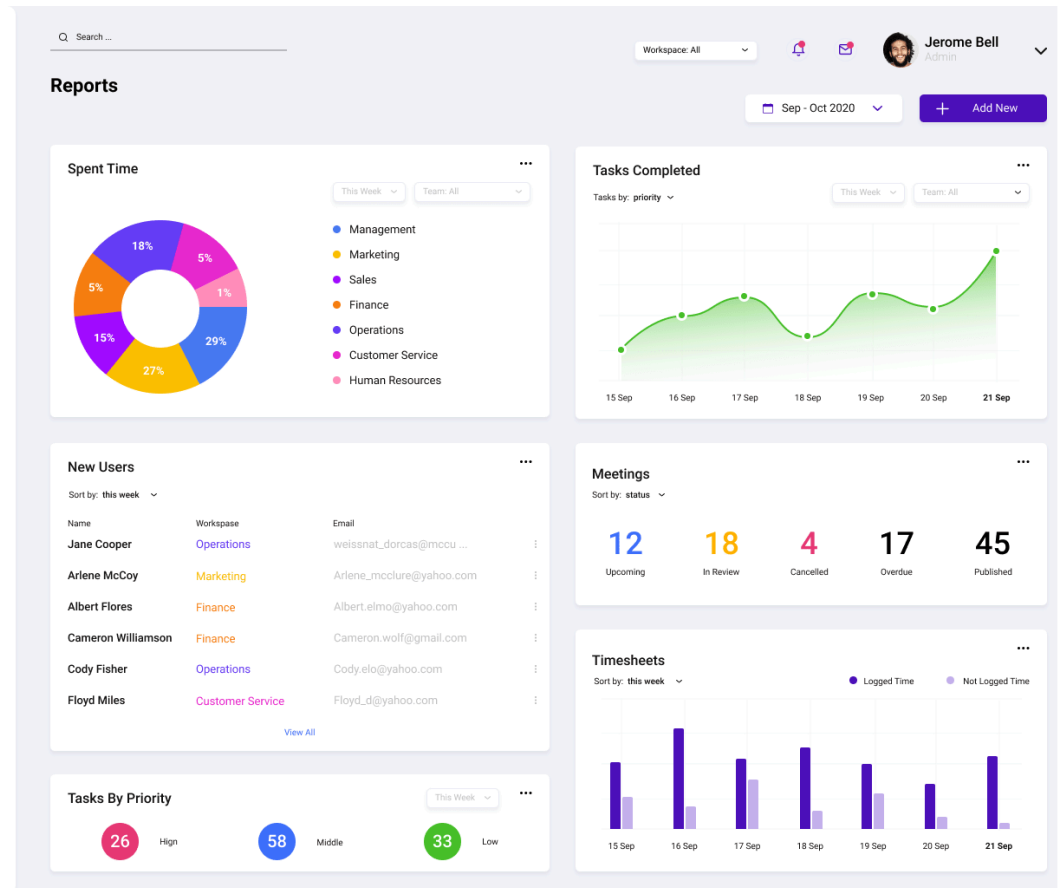 Search ...
Workspace: All
Jerome Bell
Admin
Reports
Sep - Oct 2020
Add New
Spent Time
This Week
Team: All
18%
5%
5%
1%
15%
29%
27%
Management
Marketing
Sales
Finance
Operations
Customer Service
Human Resources
Tasks Completed
Tasks by: priority
This Week
Team: All
15 Sep 16 Sep 17 Sep 18 Sep 19 Sep 20 Sep 21 Sep
New Users
Sort by: this week
Name Workspase Email
Jane Cooper Operations weissnat_dorcas@mccu ...
Arlene McCoy Marketing Arlene_mcclure@yahoo.com
Albert Flores Finance Albert.elmo@yahoo.com
Cameron Williamson Finance Cameron.wolf@gmail.com
Cody Fisher Operations Cody.elo@yahoo.com
Floyd Miles Customer Service Floyd_d@yahoo.com
View All
Meetings
Sort by: status
12 18 4 17 45
Upcoming In Review Cancelled Overdue Published
Tasks By Priority
This Week
26 Hign 58 Middle 33 Low
Timesheets
Sort by: this week
Logged Time Not Logged Time
15 Sep 16 Sep 17 Sep 18 Sep 19 Sep 20 Sep 21 Sep